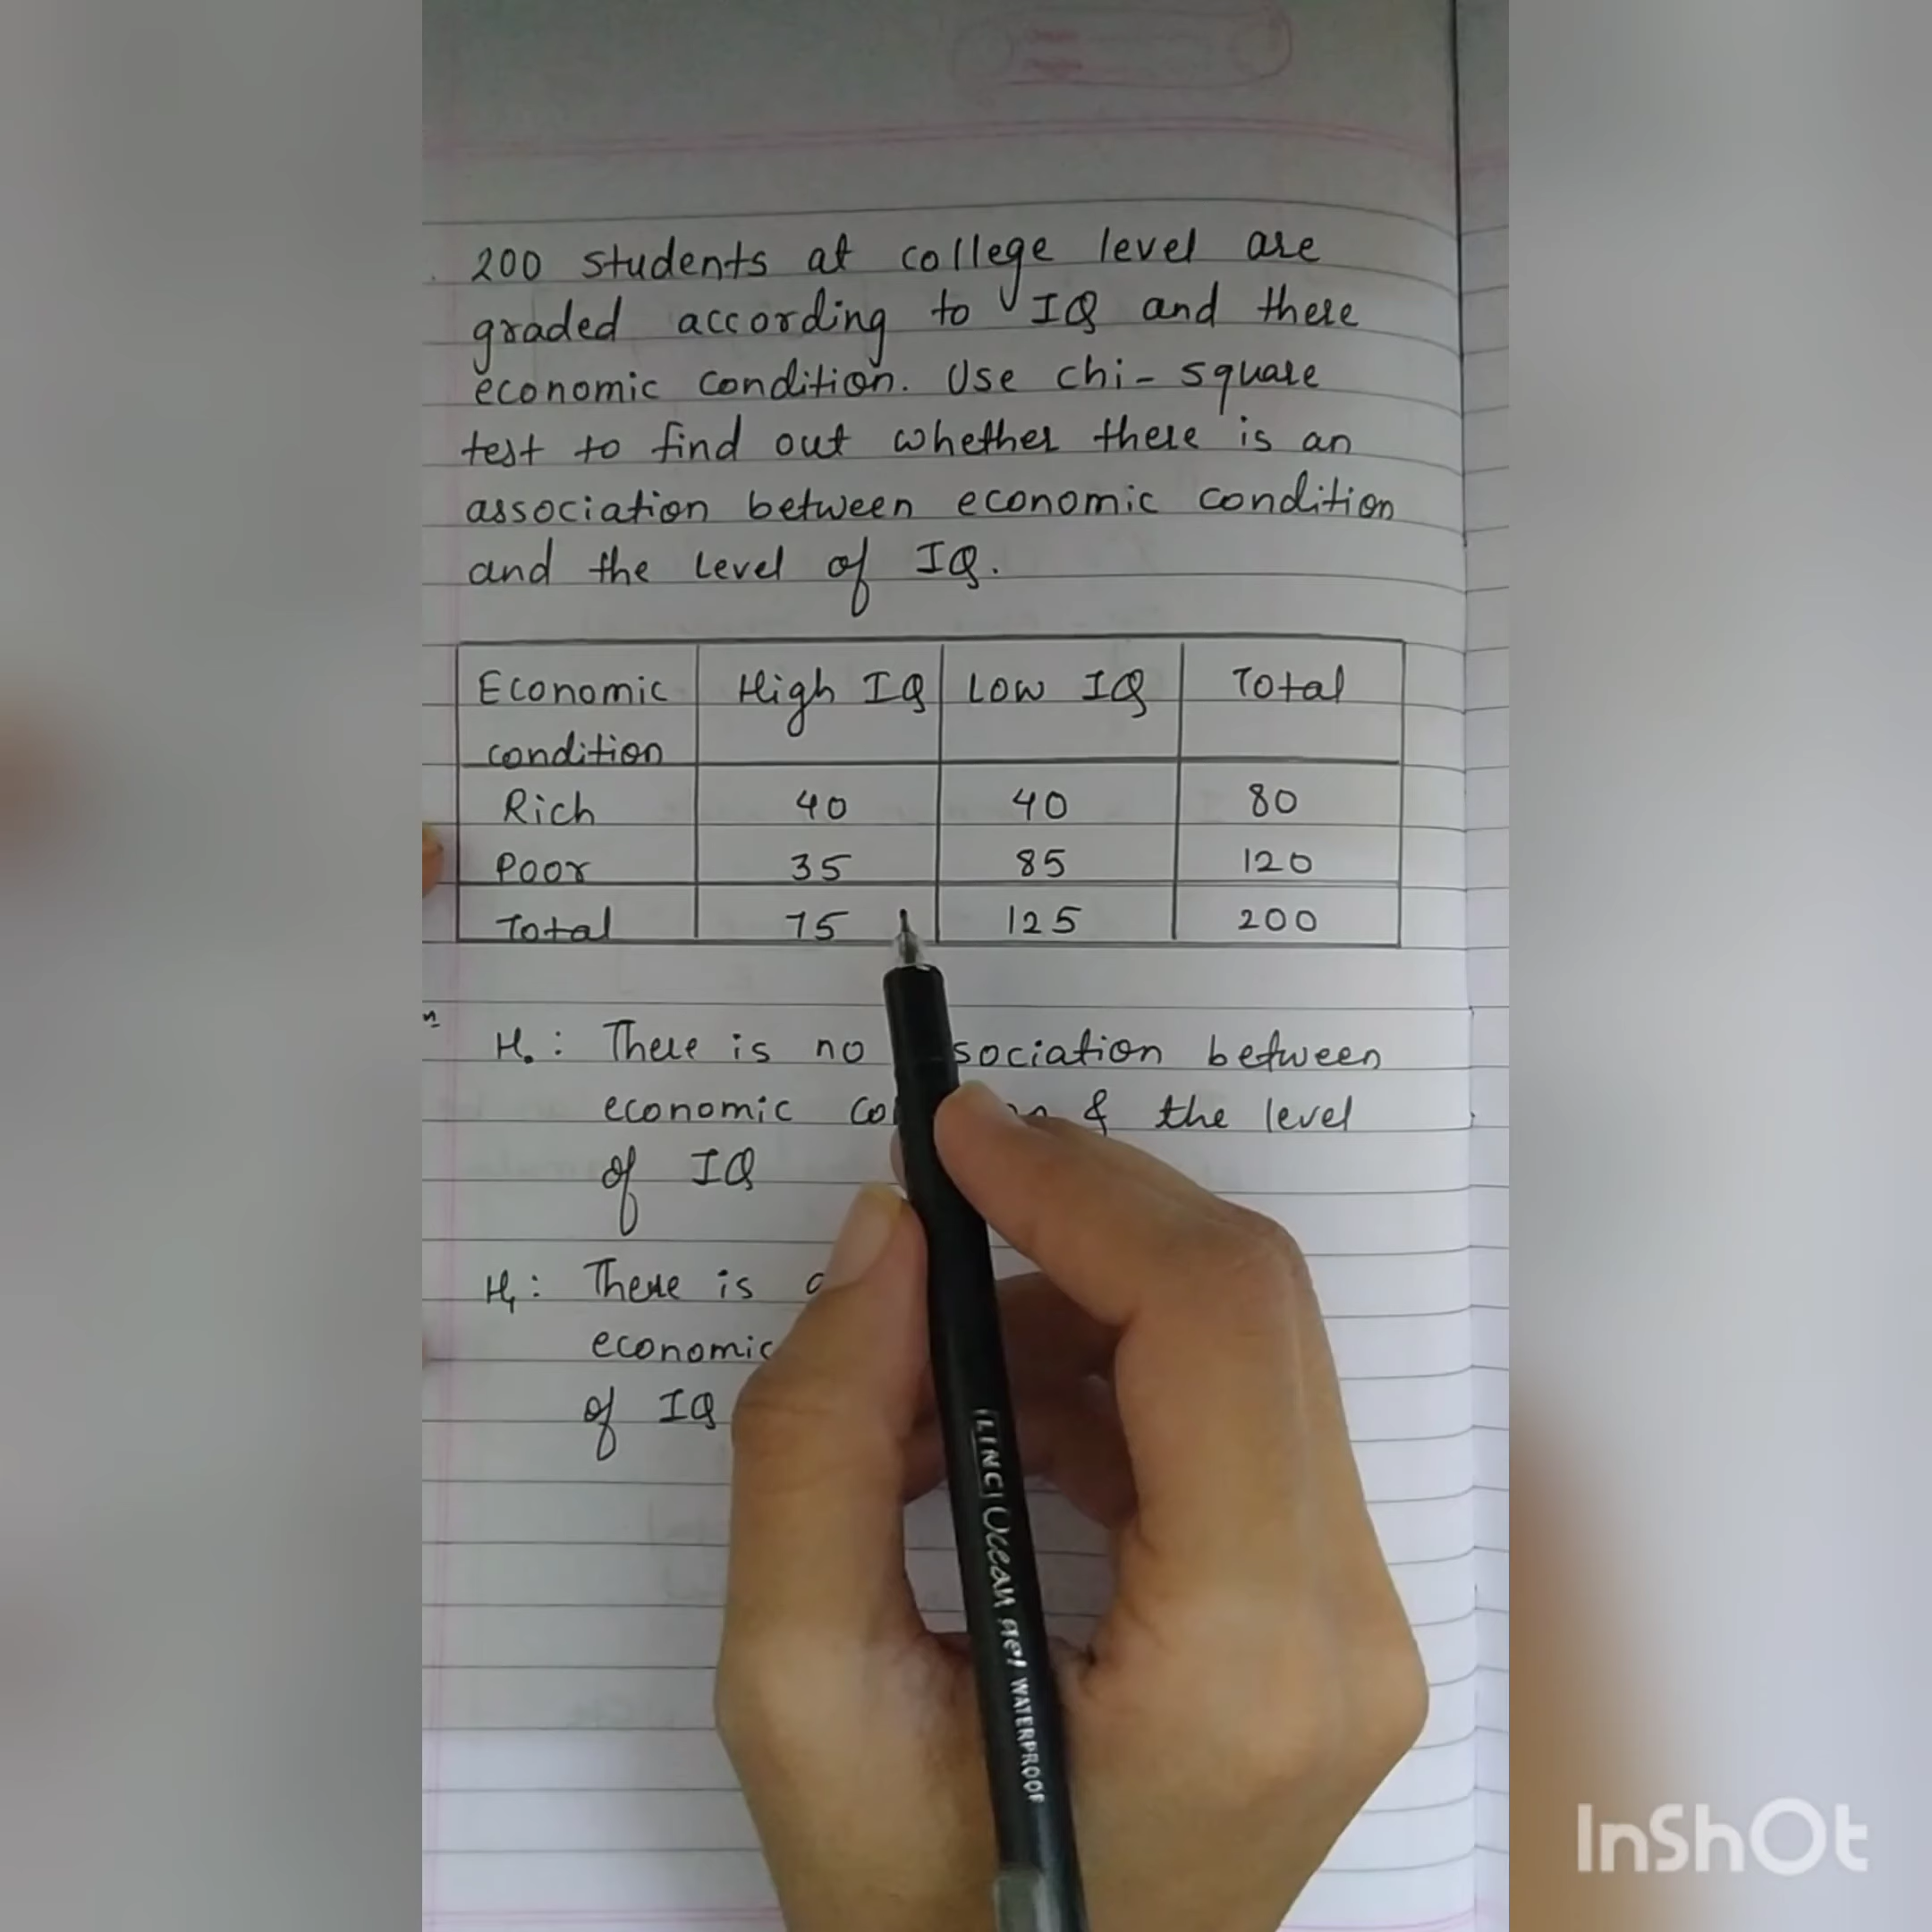 200 students at college level are
graded according to IQ and there
economic condition. Use chi-square
test to find out whether there is an
association between economic condition
and the level of IQ.
Economic condition High IQ Low IQ Total
Rich 40 40 80
Poor 35 85 120
Total 75 125 200
H₀: There is no between
economic & the level
of IQ
H₁: There is
economic
of IQ
LINC Ocean gel WATERPROOF
InShOt